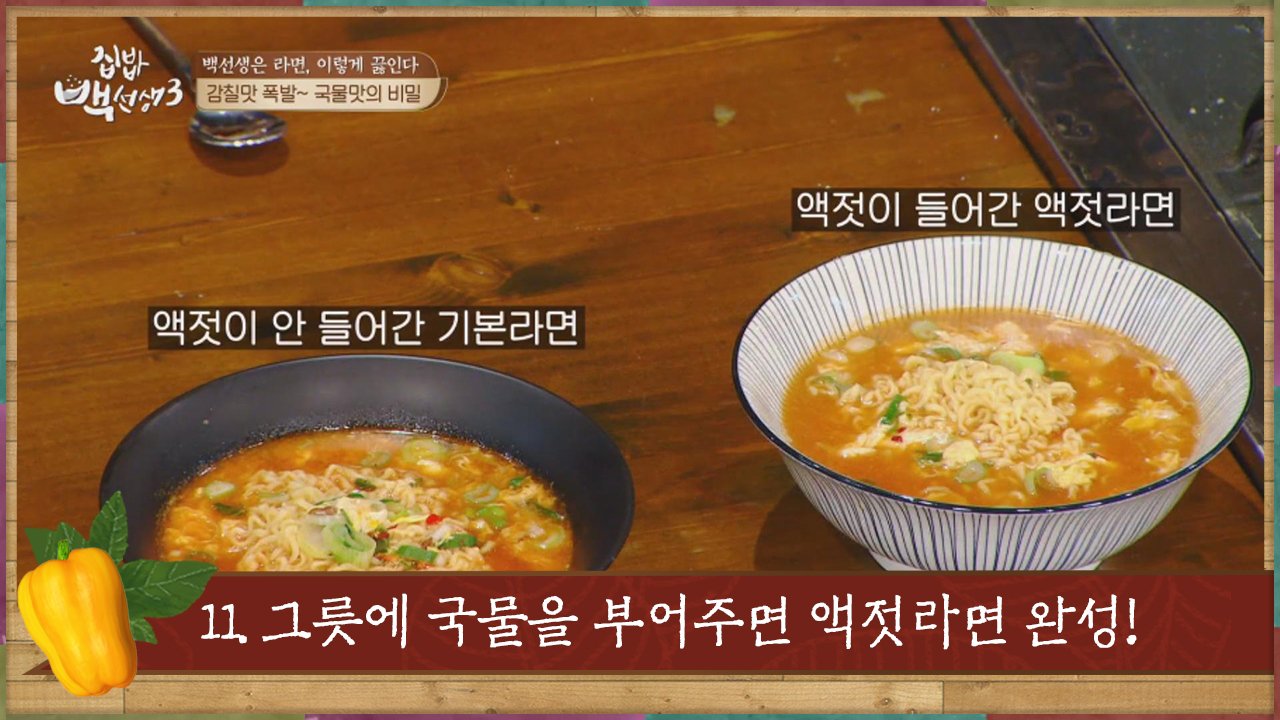 집밥
백선생3
백선생은 라면, 이렇게 끓인다
감칠맛 폭발~ 국물맛의 비밀
액젓이 들어간 액젓라면
액젓이 안 들어간 기본라면
11. 그릇에 국물을 부어주면 액젓라면 완성!